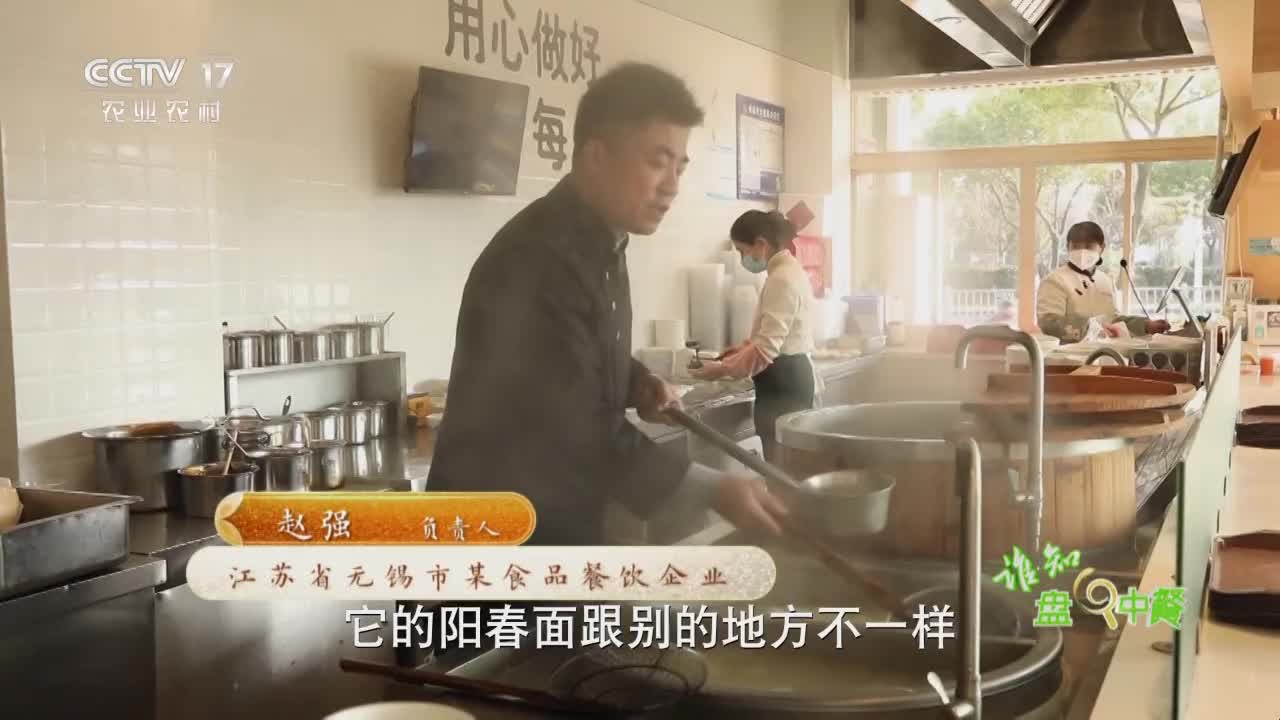 CCTV 17
农业农村
用心做好
每
赵强 负责人
江苏省无锡市某食品餐饮企业
它的阳春面跟别的地方不一样
谁知
盘中餐